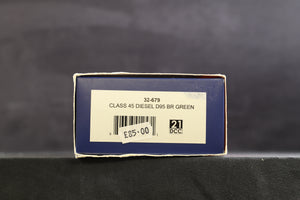 32-679
CLASS 45 DIESEL D95 BR GREEN
£85.00
21
DCC